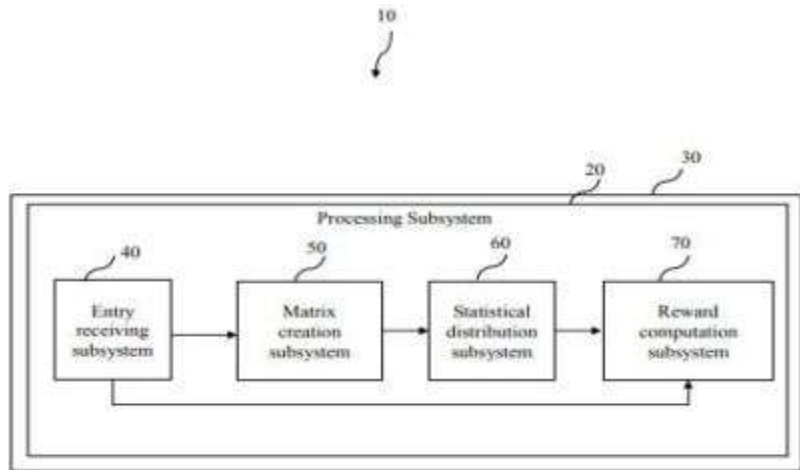 10
20
30
Processing Subsystem
40
50
60
70
Entry
receiving
subsystem
Matrix
creation
subsystem
Statistical
distribution
subsystem
Reward
computation
subsystem